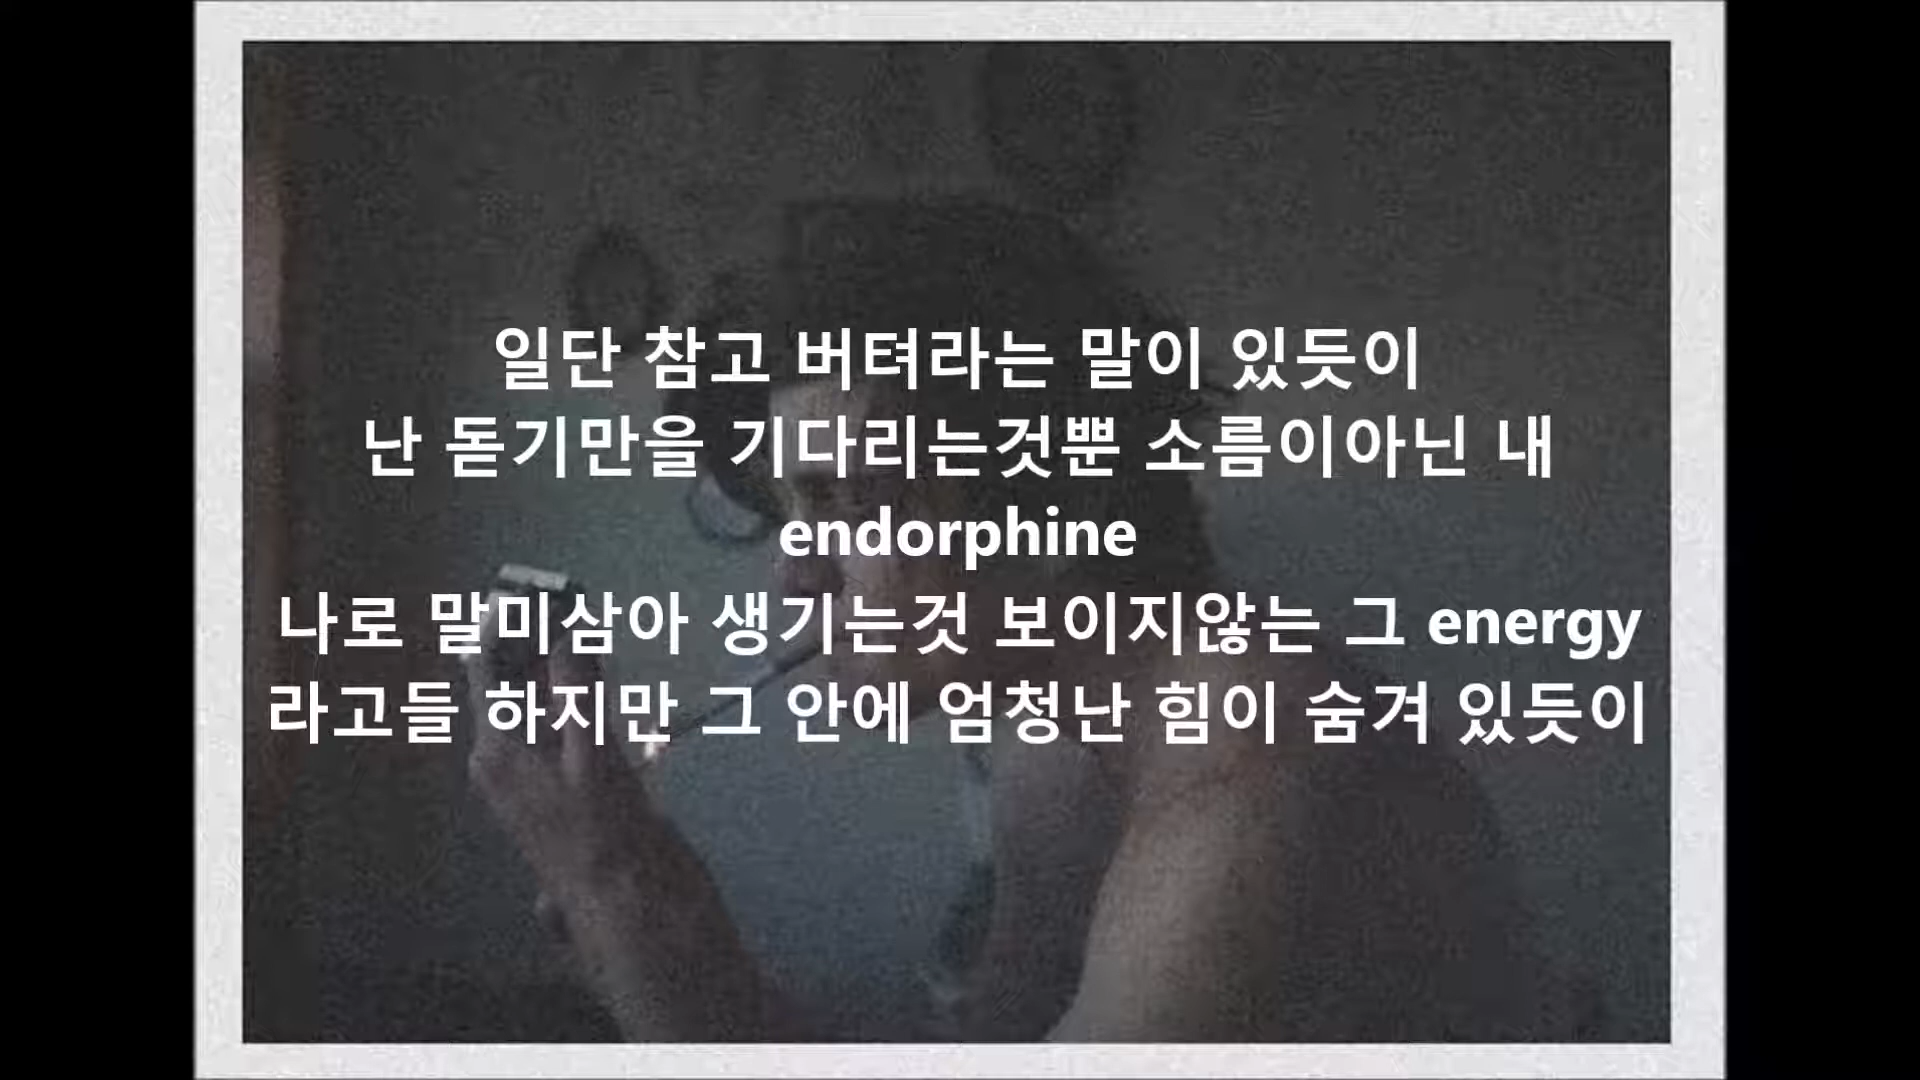 일단 참고 버텨라는 말이 있듯이
난 돋기만을 기다리는것뿐 소름이아닌 내
endorphine
나로 말미삼아 생기는것 보이지않는 그 energy
라고들 하지만 그 안에 엄청난 힘이 숨겨 있듯이